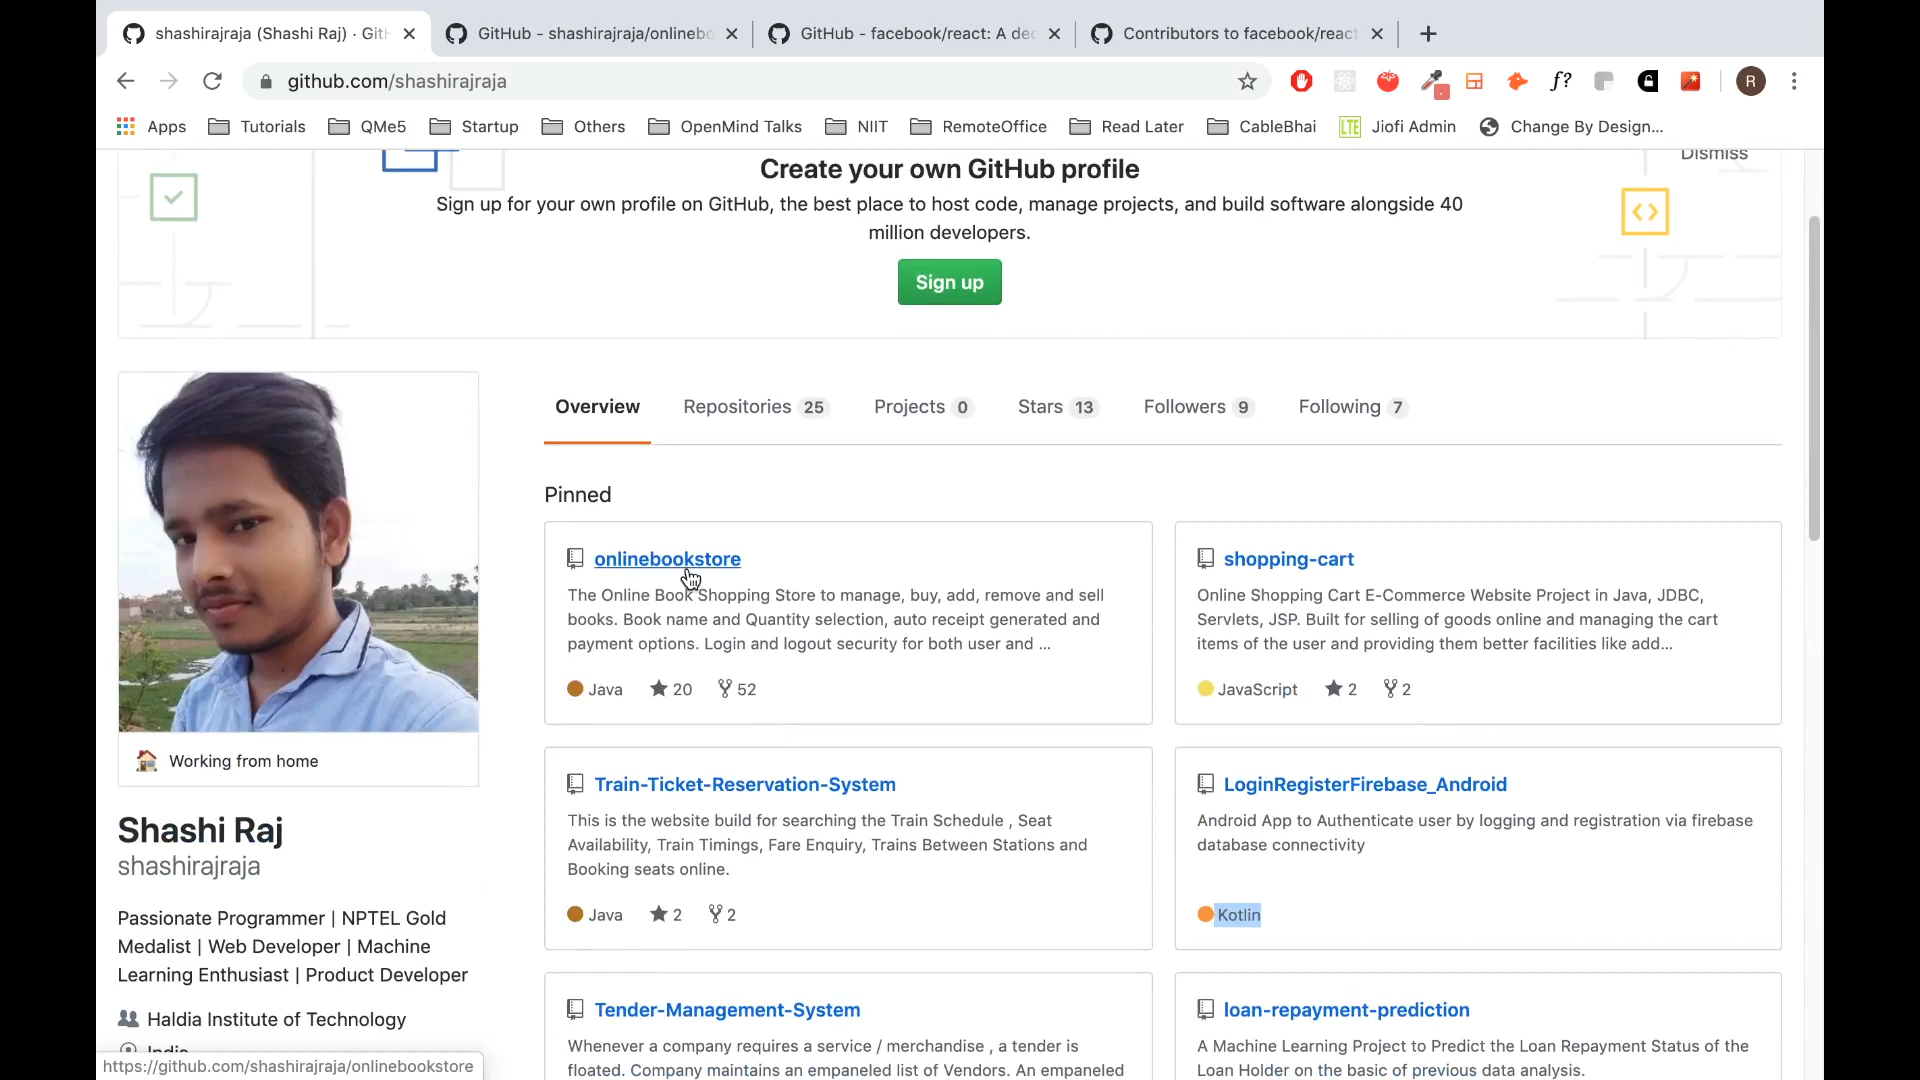 shashirajraja (Shashi Raj) · Git
GitHub - shashirajraja/onlinebo
GitHub - facebook/react: A dec
Contributors to facebook/react
github.com/shashirajraja
f?
R
Apps
Tutorials
QMe5
Startup
Others
OpenMind Talks
NIIT
RemoteOffice
Read Later
CableBhai
LTE
Jiofi Admin
Change By Design...
Dismiss
Create your own GitHub profile
Sign up for your own profile on GitHub, the best place to host code, manage projects, and build software alongside 40
million developers.
Sign up
Overview
Repositories 25
Projects 0
Stars 13
Followers 9
Following 7
Pinned
onlinebookstore
The Online Book Shopping Store to manage, buy, add, remove and sell
books. Book name and Quantity selection, auto receipt generated and
payment options. Login and logout security for both user and ...
Java 20 52
shopping-cart
Online Shopping Cart E-Commerce Website Project in Java, JDBC,
Servlets, JSP. Built for selling of goods online and managing the cart
items of the user and providing them better facilities like add...
JavaScript 2 2
Train-Ticket-Reservation-System
This is the website build for searching the Train Schedule , Seat
Availability, Train Timings, Fare Enquiry, Trains Between Stations and
Booking seats online.
Java 2 2
LoginRegisterFirebase_Android
Android App to Authenticate user by logging and registration via firebase
database connectivity
Kotlin
Tender-Management-System
Whenever a company requires a service / merchandise , a tender is
floated. Company maintains an empaneled list of Vendors. An empaneled
loan-repayment-prediction
A Machine Learning Project to Predict the Loan Repayment Status of the
Loan Holder on the basic of previous data analysis.
Working from home
Shashi Raj
shashirajraja
Passionate Programmer | NPTEL Gold
Medalist | Web Developer | Machine
Learning Enthusiast | Product Developer
Haldia Institute of Technology
India
https://github.com/shashirajraja/onlinebookstore